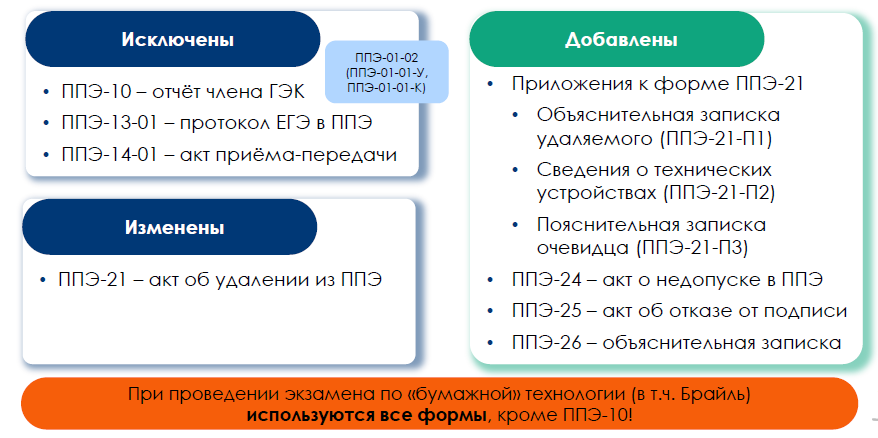 Исключены
ППЭ-01-02
(ППЭ-01-01-У,
ППЭ-01-01-К)
• ППЭ-10 – отчёт члена ГЭК
• ППЭ-13-01 – протокол ЕГЭ в ППЭ
• ППЭ-14-01 – акт приёма-передачи
Изменены
• ППЭ-21 – акт об удалении из ППЭ
Добавлены
• Приложения к форме ППЭ-21
• Объяснительная записка
удаляемого (ППЭ-21-П1)
• Сведения о технических
устройствах (ППЭ-21-П2)
• Пояснительная записка
очевидца (ППЭ-21-П3)
• ППЭ-24 – акт о недопуске в ППЭ
• ППЭ-25 – акт об отказе от подписи
• ППЭ-26 – объяснительная записка
При проведении экзамена по «бумажной» технологии (в т.ч. Брайль)
используются все формы, кроме ППЭ-10!